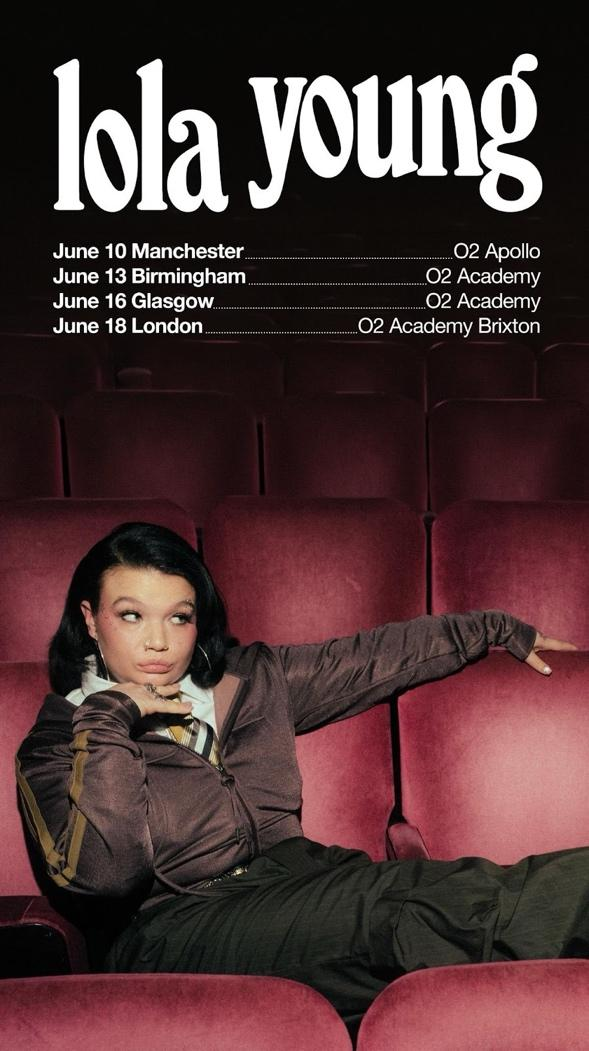 lola young
June 10 Manchester O2 Apollo
June 13 Birmingham O2 Academy
June 16 Glasgow O2 Academy
June 18 London O2 Academy Brixton